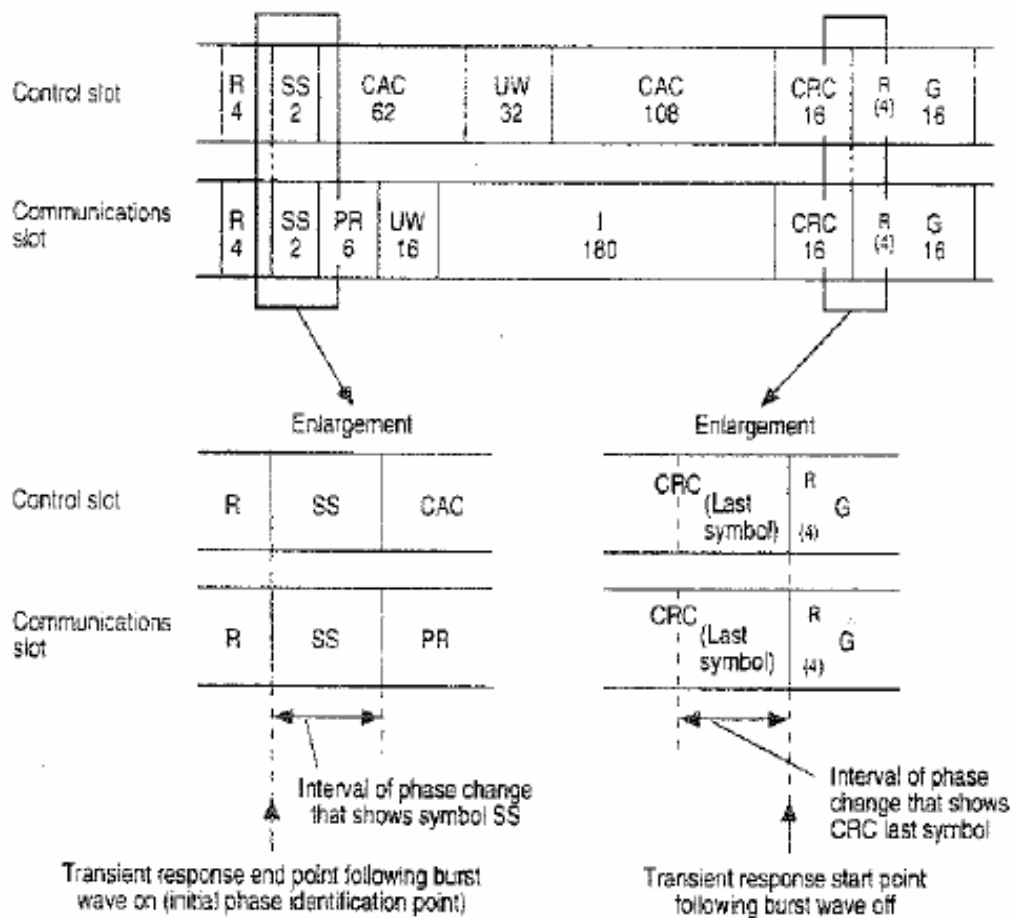 Control slot
R SS CAC UW CAC CRC R G
4 2 62 32 108 16 (4) 16
Communications
slot
R SS PR UW I CRC R G
4 2 6 16 180 16 (4) 16
Enlargement Enlargement
Control slot
R SS CAC
CRC (Last symbol) R (4) G
Communications
slot
R SS PR
CRC (Last symbol) R (4) G
Interval of phase change
that shows symbol SS
Interval of phase
change that shows
CRC last symbol
Transient response end point following burst
wave on (initial phase identification point)
Transient response start point
following burst wave off